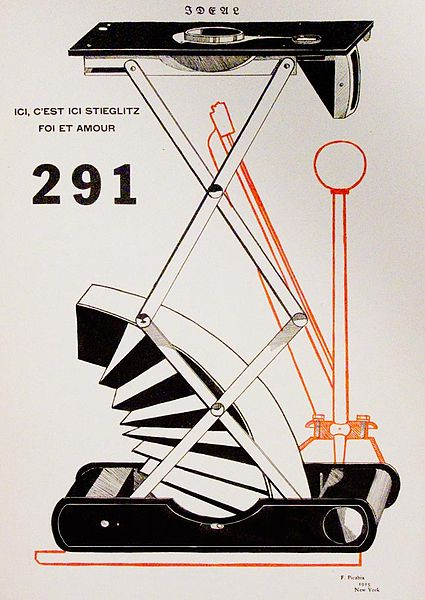 IDEAL
ICI, C'EST ICI STIEGLITZ
FOI ET AMOUR
291
F. Picabia
1915
New York